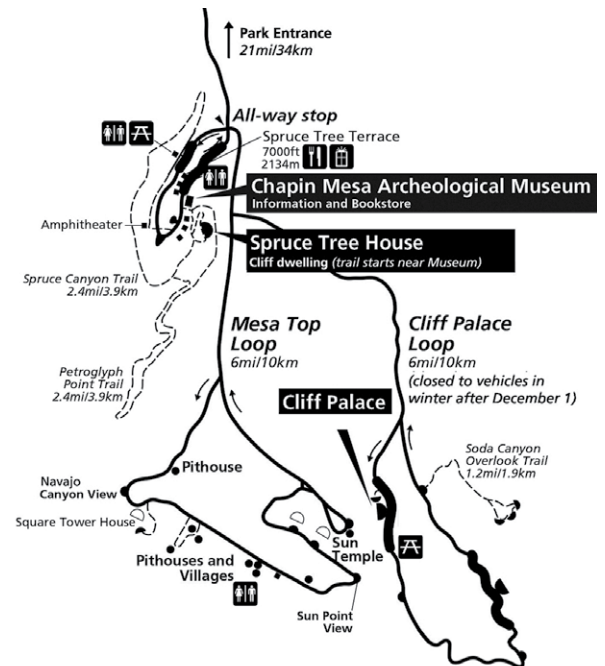 Park Entrance
21mi/34km
All-way stop
Spruce Tree Terrace
7000ft
2134m
Chapin Mesa Archeological Museum
Information and Bookstore
Amphitheater
Spruce Tree House
Cliff dwelling (trail starts near Museum)
Spruce Canyon Trail
2.4mi/3.9km
Mesa Top
Loop
6mi/10km
Cliff Palace
Loop
6mi/10km
(closed to vehicles in
winter after December 1)
Petroglyph
Point Trail
2.4mi/3.9km
Cliff Palace
Soda Canyon
Overlook Trail
1.2mi/1.9km
Pithouse
Navajo
Canyon View
Square Tower House
Sun
Temple
Pithouses and
Villages
Sun Point
View